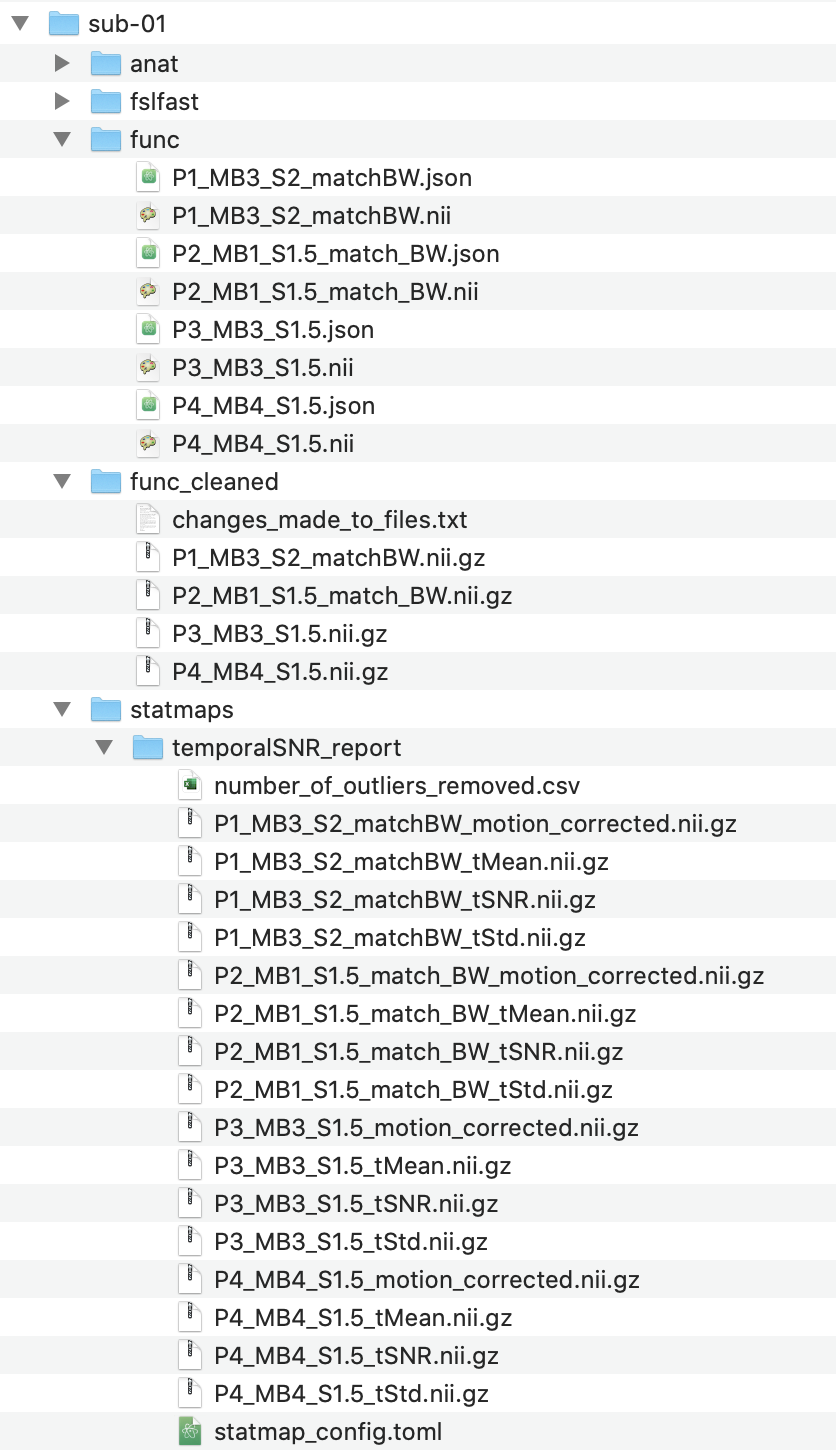 sub-01
anat
fslfast
func
P1_MB3_S2_matchBW.json
P1_MB3_S2_matchBW.nii
P2_MB1_S1.5_match_BW.json
P2_MB1_S1.5_match_BW.nii
P3_MB3_S1.5.json
P3_MB3_S1.5.nii
P4_MB4_S1.5.json
P4_MB4_S1.5.nii
func_cleaned
changes_made_to_files.txt
P1_MB3_S2_matchBW.nii.gz
P2_MB1_S1.5_match_BW.nii.gz
P3_MB3_S1.5.nii.gz
P4_MB4_S1.5.nii.gz
statmaps
temporalSNR_report
number_of_outliers_removed.csv
P1_MB3_S2_matchBW_motion_corrected.nii.gz
P1_MB3_S2_matchBW_tMean.nii.gz
P1_MB3_S2_matchBW_tSNR.nii.gz
P1_MB3_S2_matchBW_tStd.nii.gz
P2_MB1_S1.5_match_BW_motion_corrected.nii.gz
P2_MB1_S1.5_match_BW_tMean.nii.gz
P2_MB1_S1.5_match_BW_tSNR.nii.gz
P2_MB1_S1.5_match_BW_tStd.nii.gz
P3_MB3_S1.5_motion_corrected.nii.gz
P3_MB3_S1.5_tMean.nii.gz
P3_MB3_S1.5_tSNR.nii.gz
P3_MB3_S1.5_tStd.nii.gz
P4_MB4_S1.5_motion_corrected.nii.gz
P4_MB4_S1.5_tMean.nii.gz
P4_MB4_S1.5_tSNR.nii.gz
P4_MB4_S1.5_tStd.nii.gz
statmap_config.toml